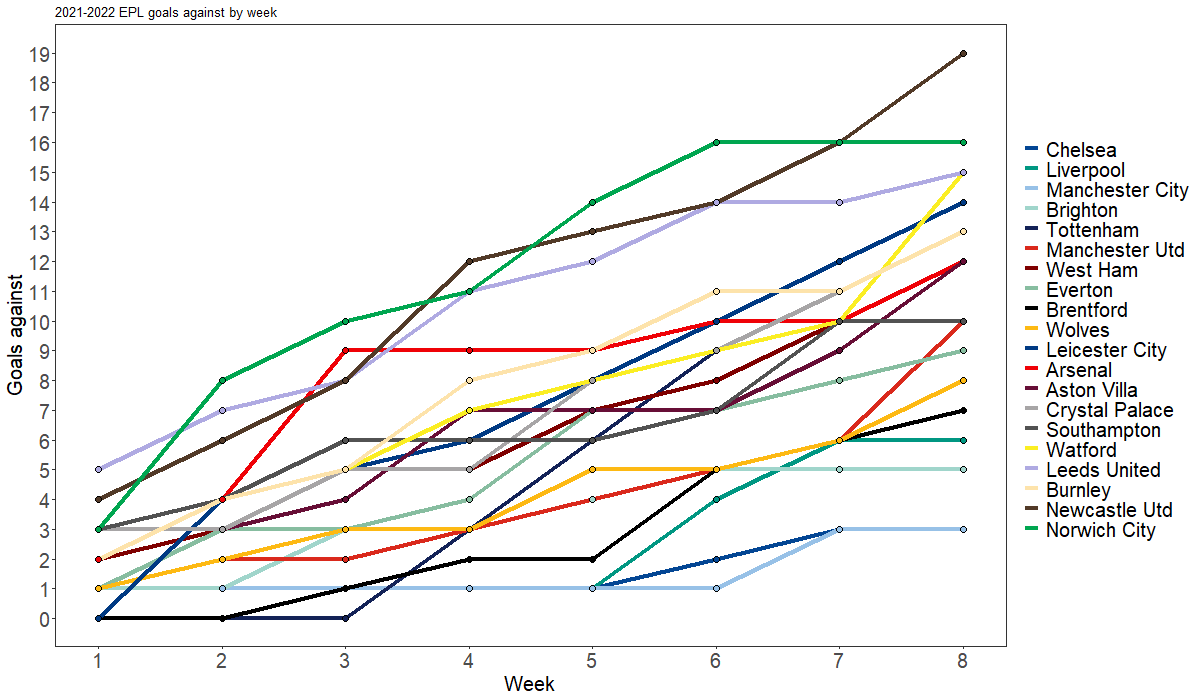 2021-2022 EPL goals against by week
Goals against
19
18
17
16
15
14
13
12
11
10
9
8
7
6
5
4
3
2
1
0
1 2 3 4 5 6 7 8
Week
Chelsea
Liverpool
Manchester City
Brighton
Tottenham
Manchester Utd
West Ham
Everton
Brentford
Wolves
Leicester City
Arsenal
Aston Villa
Crystal Palace
Southampton
Watford
Leeds United
Burnley
Newcastle Utd
Norwich City